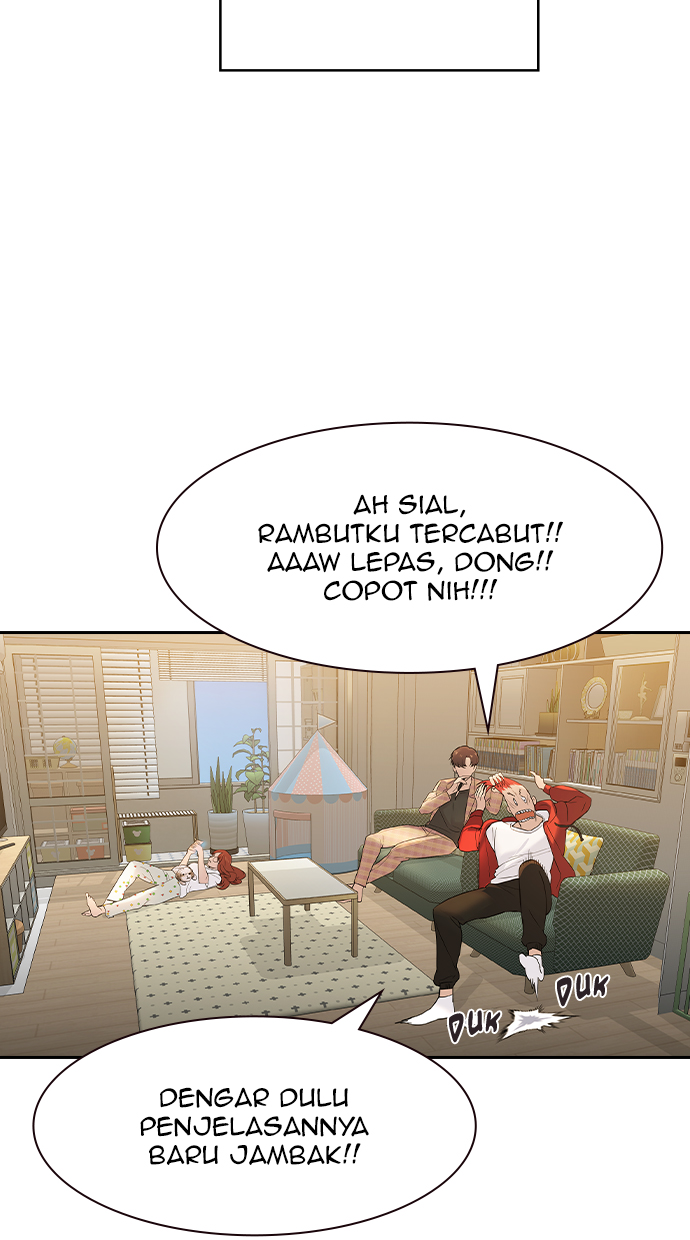 AH SIAL,
RAMBUTKU TERCABUT!!
AAAW LEPAS, DONG!!
COPOT NIH!!!
DUK
DUK
DENGAR DULU
PENJELASANNYA
BARU JAMBAK!!